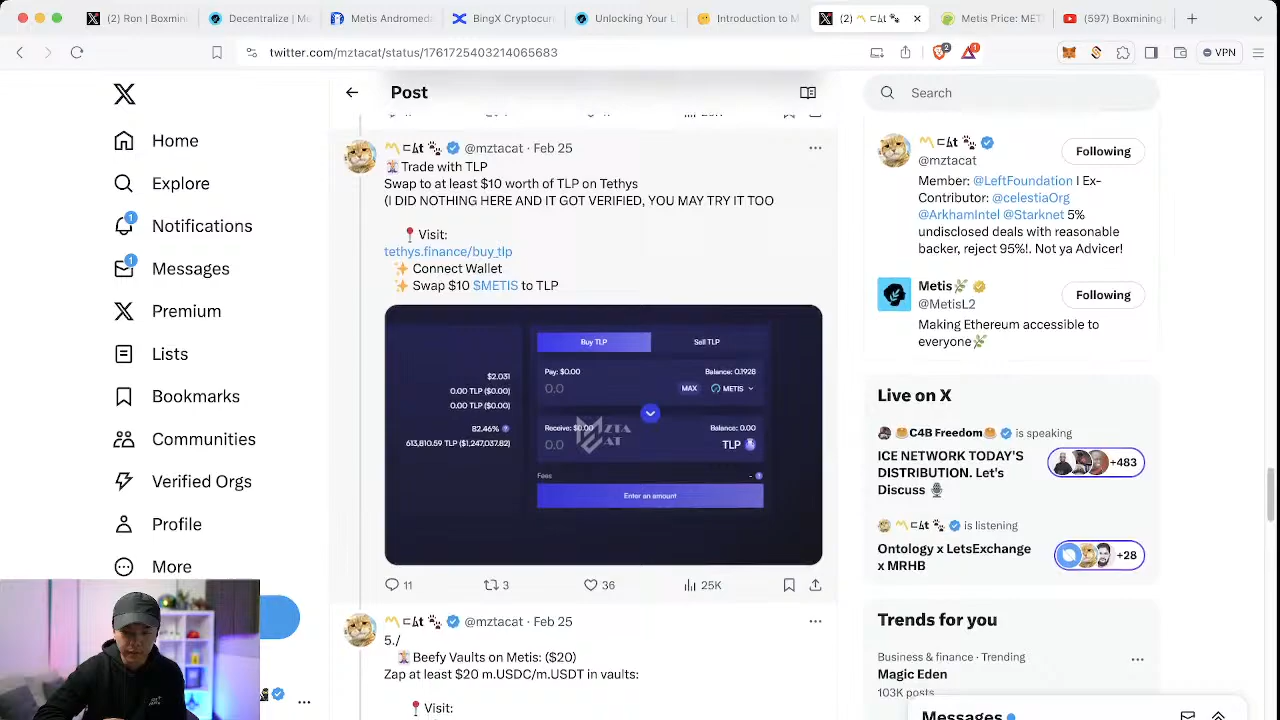 (2) Ron | Boxmini
Decentralize / Me
Metis Andromeda
BingX Cryptocurr
Unlocking Your L
Introduction to M
Metis Price: MET
(597) Boxmining
twitter.com/mztacat/status/1761725403214065683
2
1
VPN
Home
Explore
1
Notifications
1
Messages
Premium
Lists
Bookmarks
Communities
Verified Orgs
Profile
More
Post
@mztacat · Feb 25
Trade with TLP
Swap to at least $10 worth of TLP on Tethys
(I DID NOTHING HERE AND IT GOT VERIFIED, YOU MAY TRY IT TOO
Visit:
tethys.finance/buy_tlp
Connect Wallet
Swap $10 $METIS to TLP
$2.031
0.00 TLP ($0.00)
0.00 TLP ($0.00)
82.46%
613,810.59 TLP ($1,247,037.82)
Buy TLP
Sell TLP
Pay: $0.00
Balance: 0.1928
0.0
MAX
METIS
Receive: $0.00
Balance: 0.00
0.0
TLP
Fees
-
Enter an amount
11
3
36
25K
@mztacat · Feb 25
5./
Beefy Vaults on Metis: ($20)
Zap at least $20 m.USDC/m.USDT in vaults:
Visit:
Search
@mztacat
Following
Member: @LeftFoundation I Ex-
Contributor: @celestiaOrg
@ArkhamIntel @Starknet 5%
undisclosed deals with reasonable
backer, reject 95%!. Not ya Advicer!
Metis
@MetisL2
Following
Making Ethereum accessible to
everyone
Live on X
C4B Freedom is speaking
ICE NETWORK TODAY'S
DISTRIBUTION. Let's
Discuss
+483
is listening
Ontology x LetsExchange
x MRHB
+28
Trends for you
Business & finance · Trending
Magic Eden
103K posts
Messages